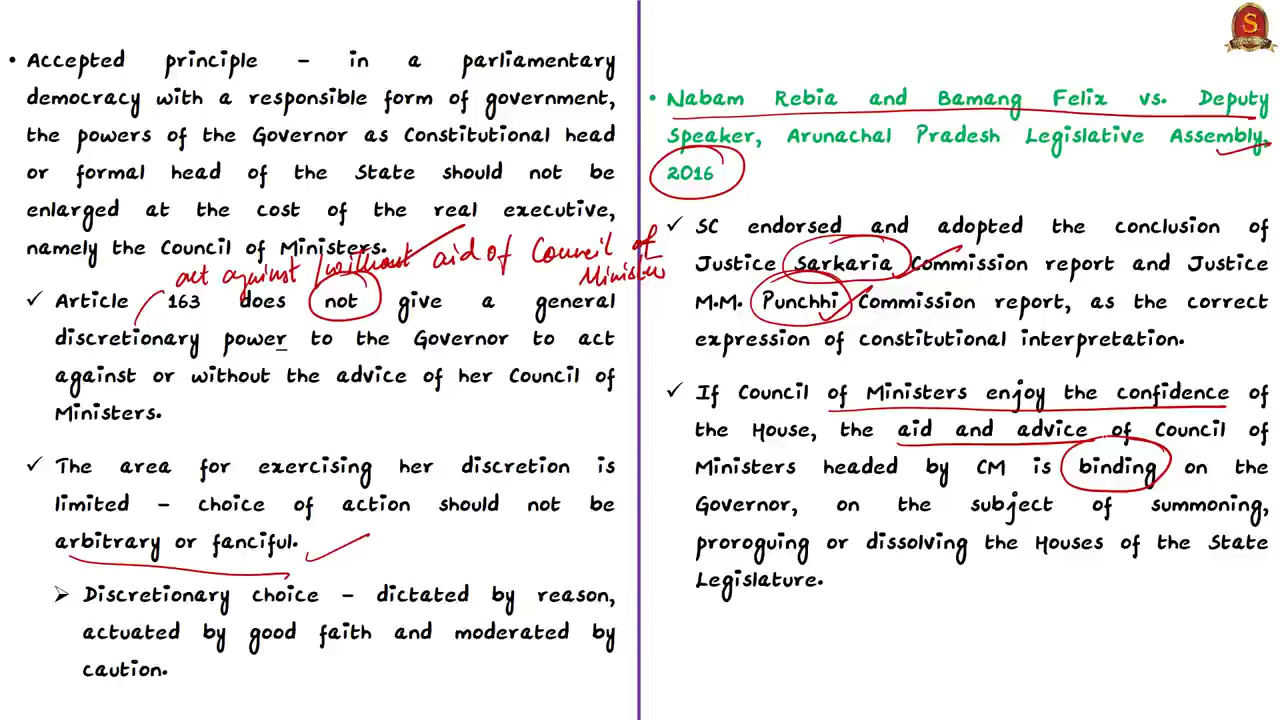 • Accepted principle – in a parliamentary
democracy with a responsible form of government,
the powers of the Governor as Constitutional head
or formal head of the State should not be
enlarged at the cost of the real executive,
namely the Council of Ministers.
act against / without aid of Council of
Minister
✓ Article 163 does not give a general
discretionary power to the Governor to act
against or without the advice of her Council of
Ministers.
✓ The area for exercising her discretion is
limited – choice of action should not be
arbitrary or fanciful.
➢ Discretionary choice – dictated by reason,
actuated by good faith and moderated by
caution.
S
• Nabam Rebia and Bamang Felix vs. Deputy
Speaker, Arunachal Pradesh Legislative Assembly,
2016
✓ SC endorsed and adopted the conclusion of
Justice Sarkaria Commission report and Justice
M.M. Punchhi Commission report, as the correct
expression of constitutional interpretation.
✓ If Council of Ministers enjoy the confidence of
the House, the aid and advice of Council of
Ministers headed by CM is binding on the
Governor, on the subject of summoning,
proroguing or dissolving the Houses of the State
Legislature.